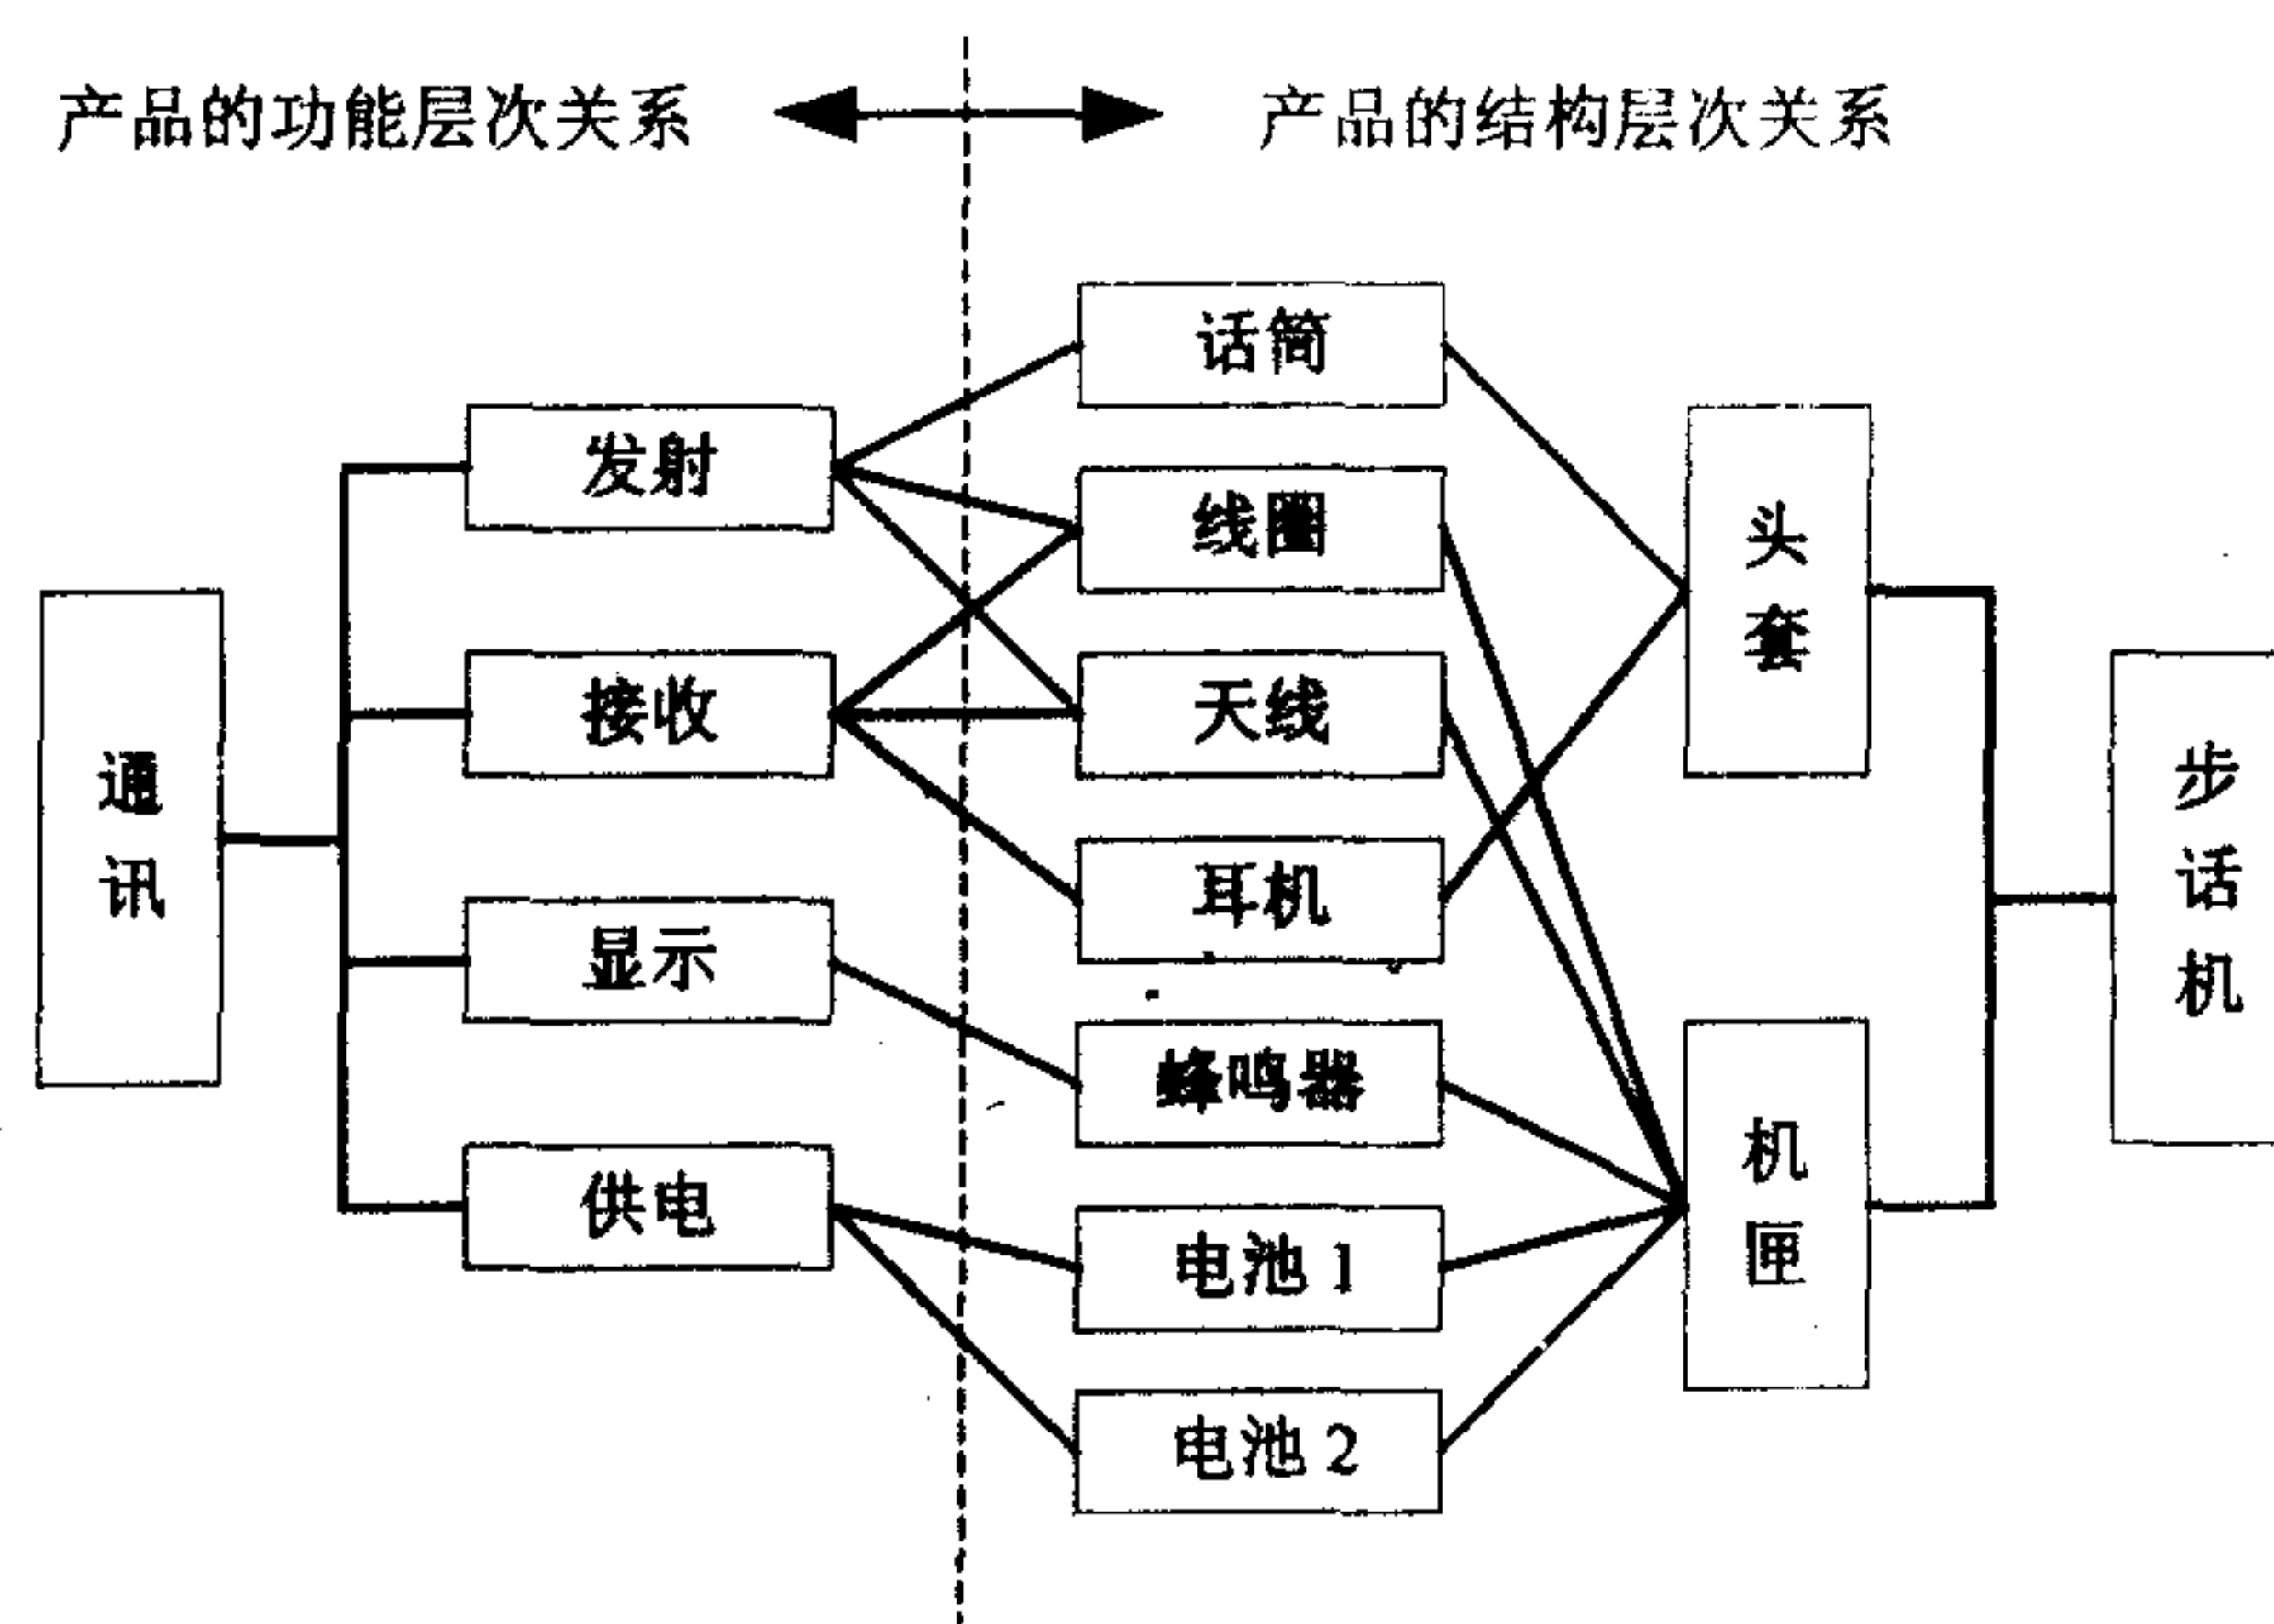 产品的功能层次关系
产品的结构层次关系
通讯
发射
接收
显示
供电
话筒
线圈
天线
耳机
蜂鸣器
电池1
电池2
头套
机匣
步话机